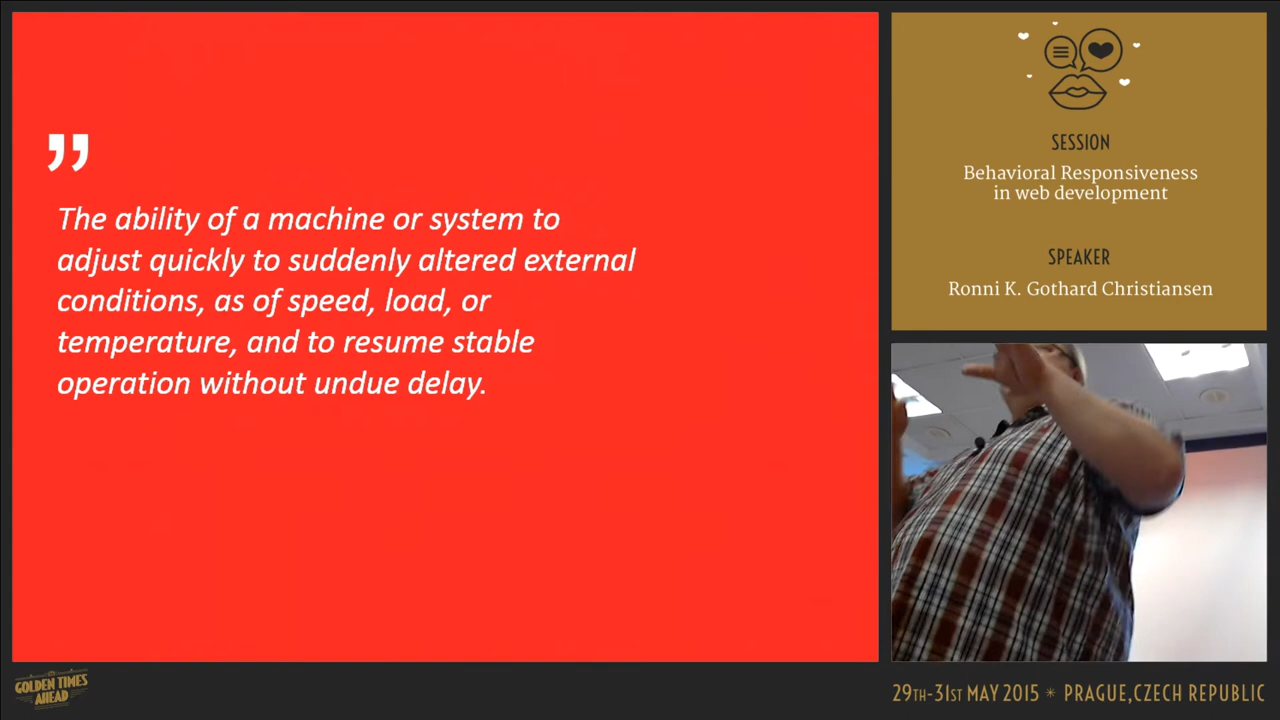 ”
The ability of a machine or system to
adjust quickly to suddenly altered external
conditions, as of speed, load, or
temperature, and to resume stable
operation without undue delay.
SESSION
Behavioral Responsiveness
in web development
SPEAKER
Ronni K. Gothard Christiansen
GOLDEN TIMES
AHEAD
29TH-31ST MAY 2015 * PRAGUE,CZECH REPUBLIC